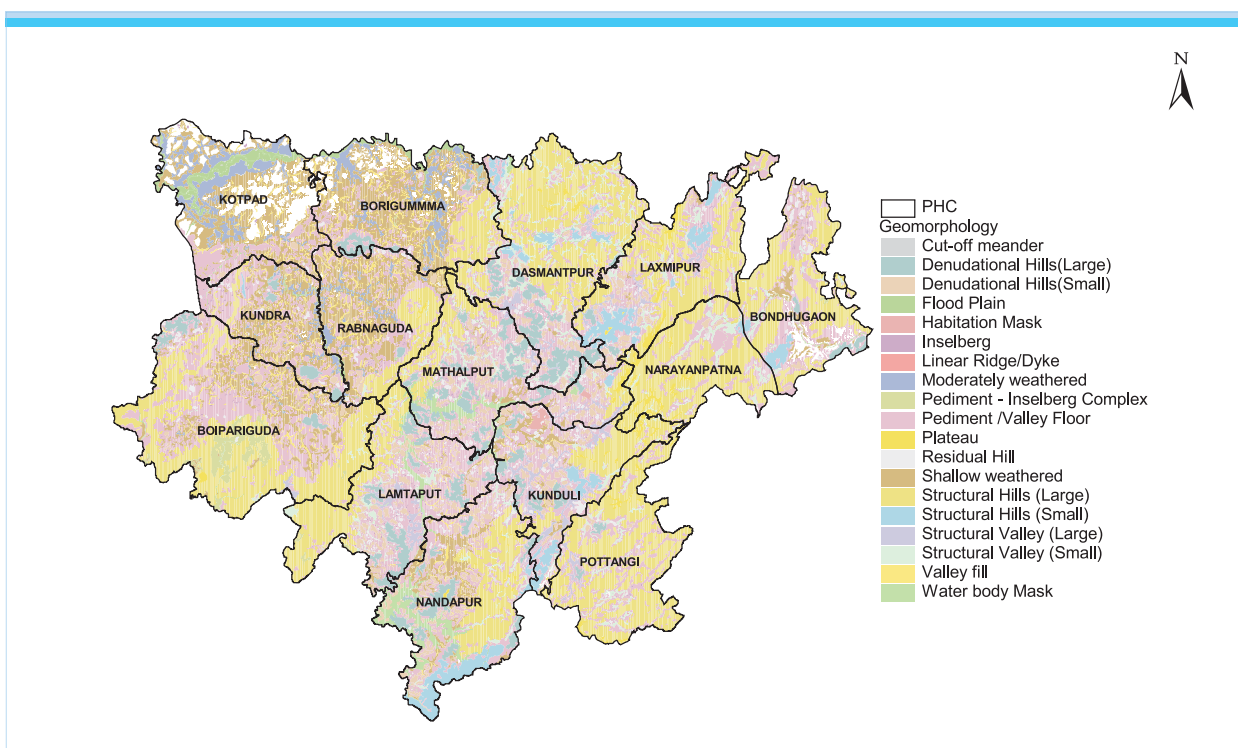 N
KOTPAD
BORIGUMMMA
DASMANTPUR
LAXMIPUR
BONDHUGAON
KUNDRA
RABNAGUDA
MATHALPUT
NARAYANPATNA
BOIPARIGUDA
LAMTAPUT
KUNDULI
POTTANGI
NANDAPUR
PHC
Geomorphology
Cut-off meander
Denudational Hills(Large)
Denudational Hills(Small)
Flood Plain
Habitation Mask
Inselberg
Linear Ridge/Dyke
Moderately weathered
Pediment - Inselberg Complex
Pediment /Valley Floor
Plateau
Residual Hill
Shallow weathered
Structural Hills (Large)
Structural Hills (Small)
Structural Valley (Large)
Structural Valley (Small)
Valley fill
Water body Mask